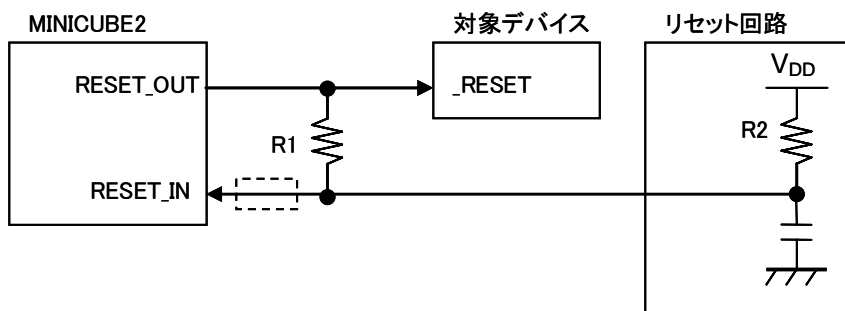 MINICUBE2
対象デバイス
リセット回路
RESET_OUT
_RESET
VDD
R1
R2
RESET_IN